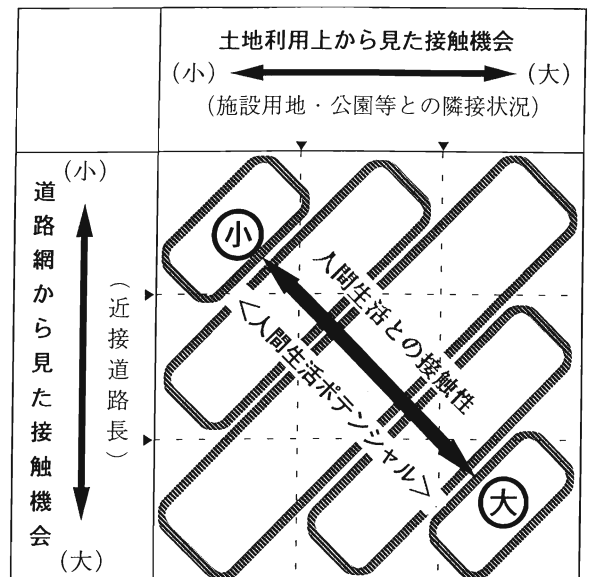 土地利用上から見た接触機会
(小) (大)
(施設用地・公園等との隣接状況)
(小)
道路網から見た接触機会
(近接道路長)
(大)
小
人間生活との接触性
<人間生活ポテンシャル>
大